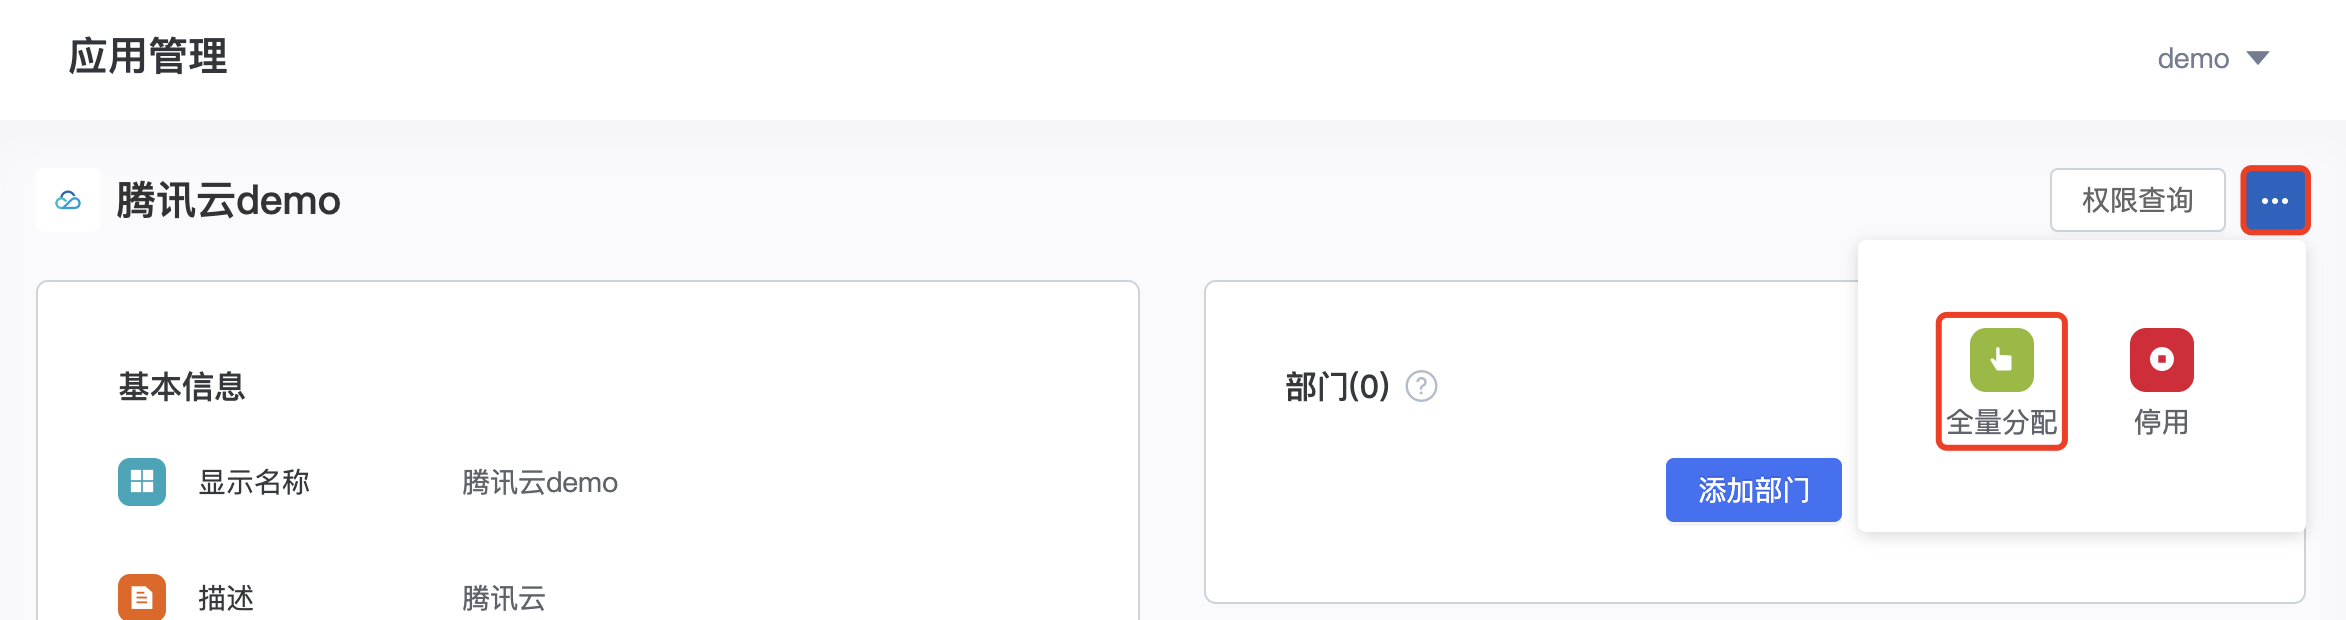 应用管理
demo
腾讯云demo
权限查询
...
基本信息
部门(0) ?
全量分配
停用
显示名称
腾讯云demo
添加部门
描述
腾讯云